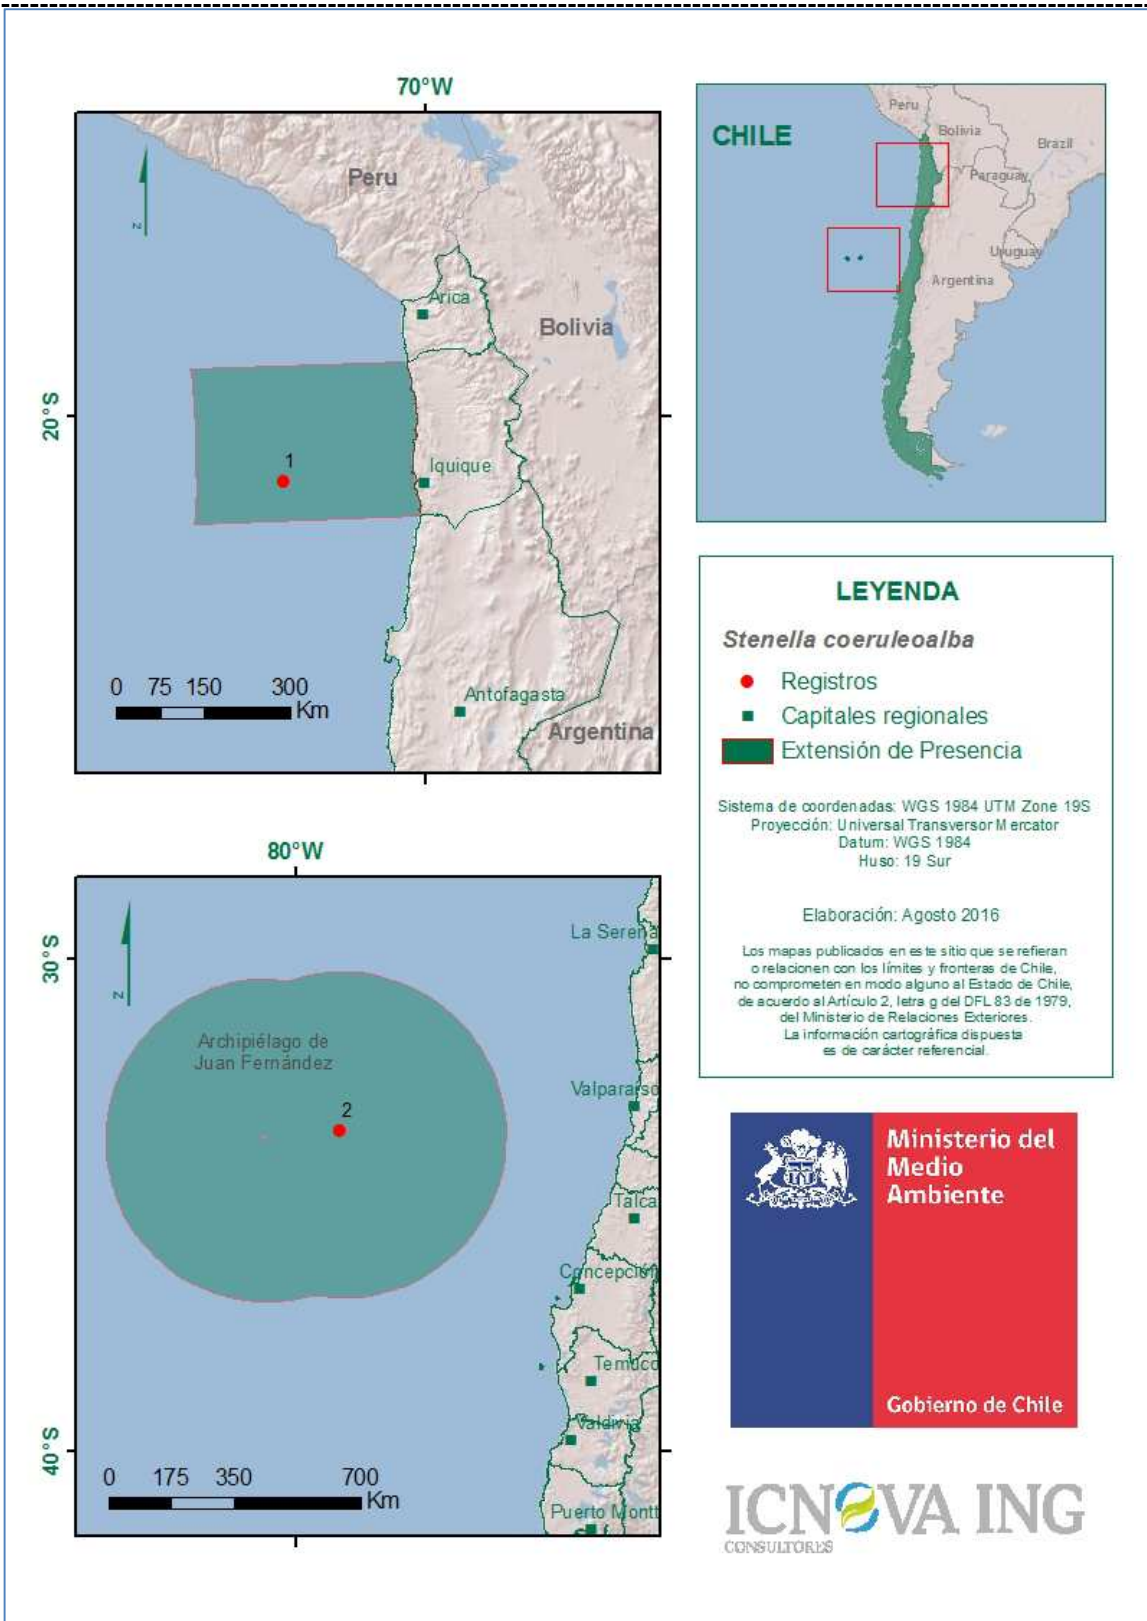 70°W
Peru
N
Arica
Bolivia
20°S
1
Iquique
0 75 150 300
Km
Antofagasta
Argentina
CHILE
Peru
Bolivia
Brazil
Paraguay
Uruguay
Argentina
LEYENDA
Stenella coeruleoalba
Registros
Capitales regionales
Extensión de Presencia
Sistema de coordenadas: WGS 1984 UTM Zone 19S
Proyección: Universal Transversor Mercator
Datum: WGS 1984
Huso: 19 Sur
Elaboración: Agosto 2016
Los mapas publicados en este sitio que se refieran
o relacionen con los límites y fronteras de Chile,
no comprometen en modo alguno al Estado de Chile,
de acuerdo al Artículo 2, letra g del DFL 83 de 1979,
del Ministerio de Relaciones Exteriores.
La información cartográfica dispuesta
es de carácter referencial.
80°W
La Serena
30°S
N
Archipiélago de
Juan Fernández
Valparaíso
2
Talca
Concepción
Temuco
Valdivia
40°S
0 175 350 700
Km
Puerto Montt
Ministerio del
Medio
Ambiente
Gobierno de Chile
ICNOVA ING
CONSULTORES